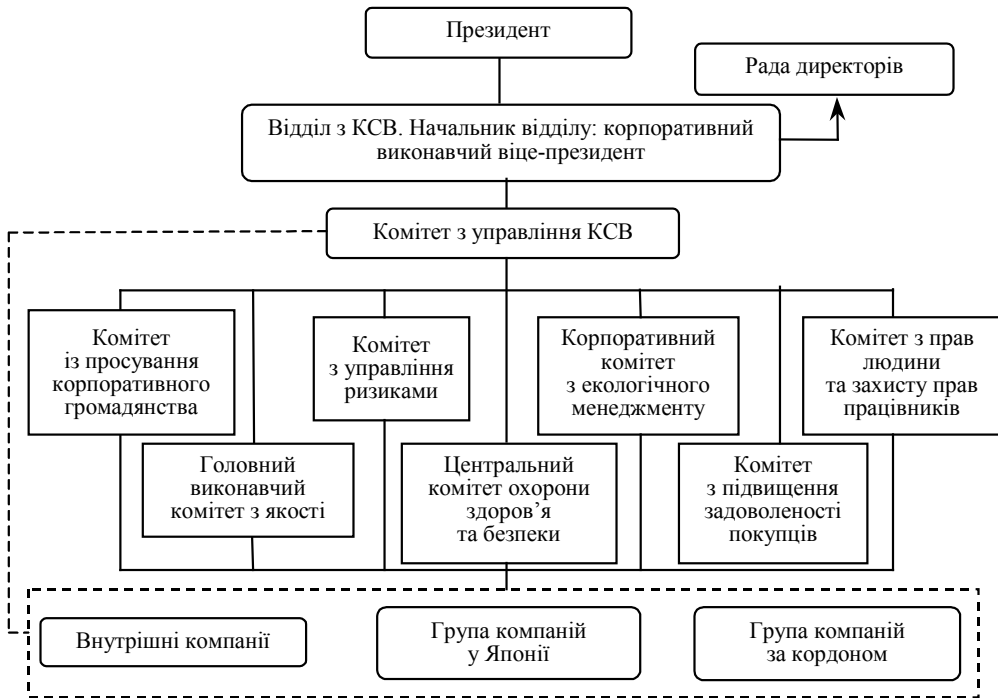 Президент
Рада директорів
Відділ з КСВ. Начальник відділу: корпоративний
виконавчий віце-президент
Комітет з управління КСВ
Комітет
із просування
корпоративного
громадянства
Комітет
з управління
ризиками
Корпоративний
комітет
з екологічного
менеджменту
Комітет з прав
людини
та захисту прав
працівників
Головний
виконавчий
комітет з якості
Центральний
комітет охорони
здоров’я
та безпеки
Комітет
з підвищення
задоволеності
покупців
Внутрішні компанії
Група компаній
у Японії
Група компаній
за кордоном